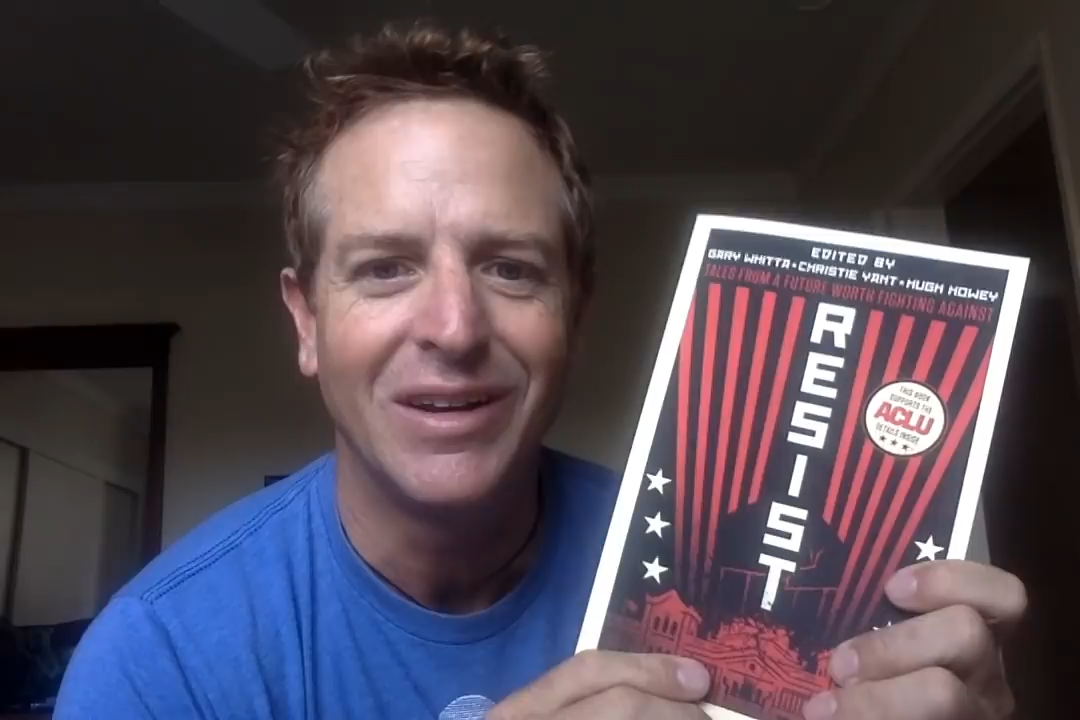 EDITED BY
GARY WHITTA • CHRISTIE YANT • HUGH HOWEY
TALES FROM A FUTURE WORTH FIGHTING AGAINST
RESIST
THIS BOOK
SUPPORTS THE
ACLU
DETAILS INSIDE